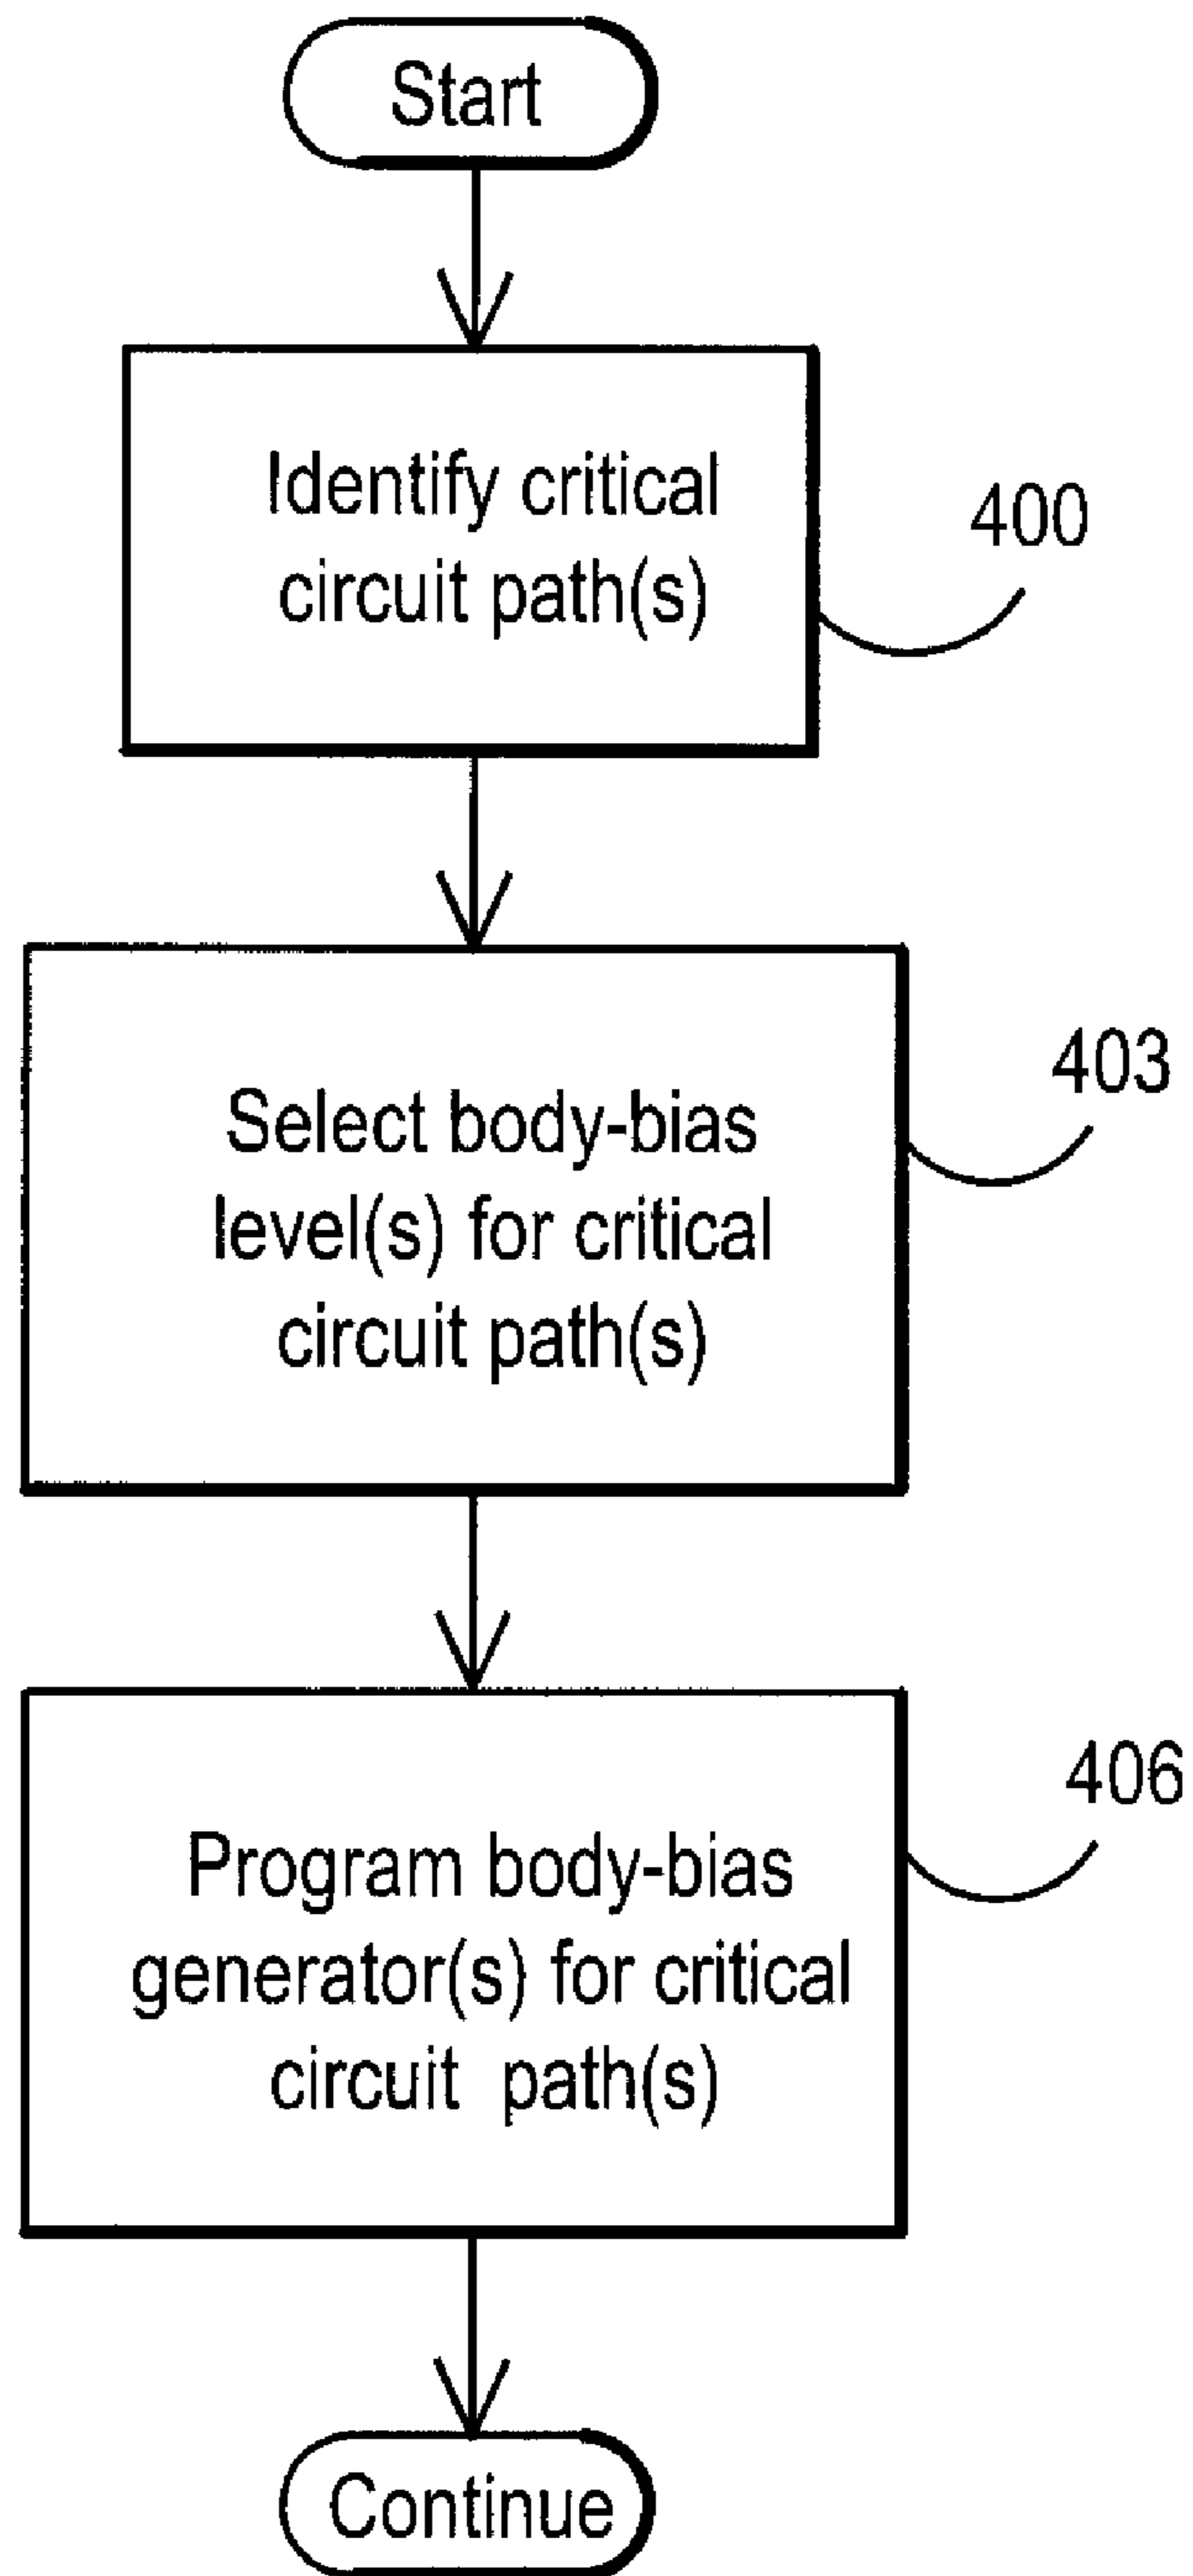 Start
Identify critical
circuit path(s)
400
Select body-bias
level(s) for critical
circuit path(s)
403
Program body-bias
generator(s) for critical
circuit path(s)
406
Continue